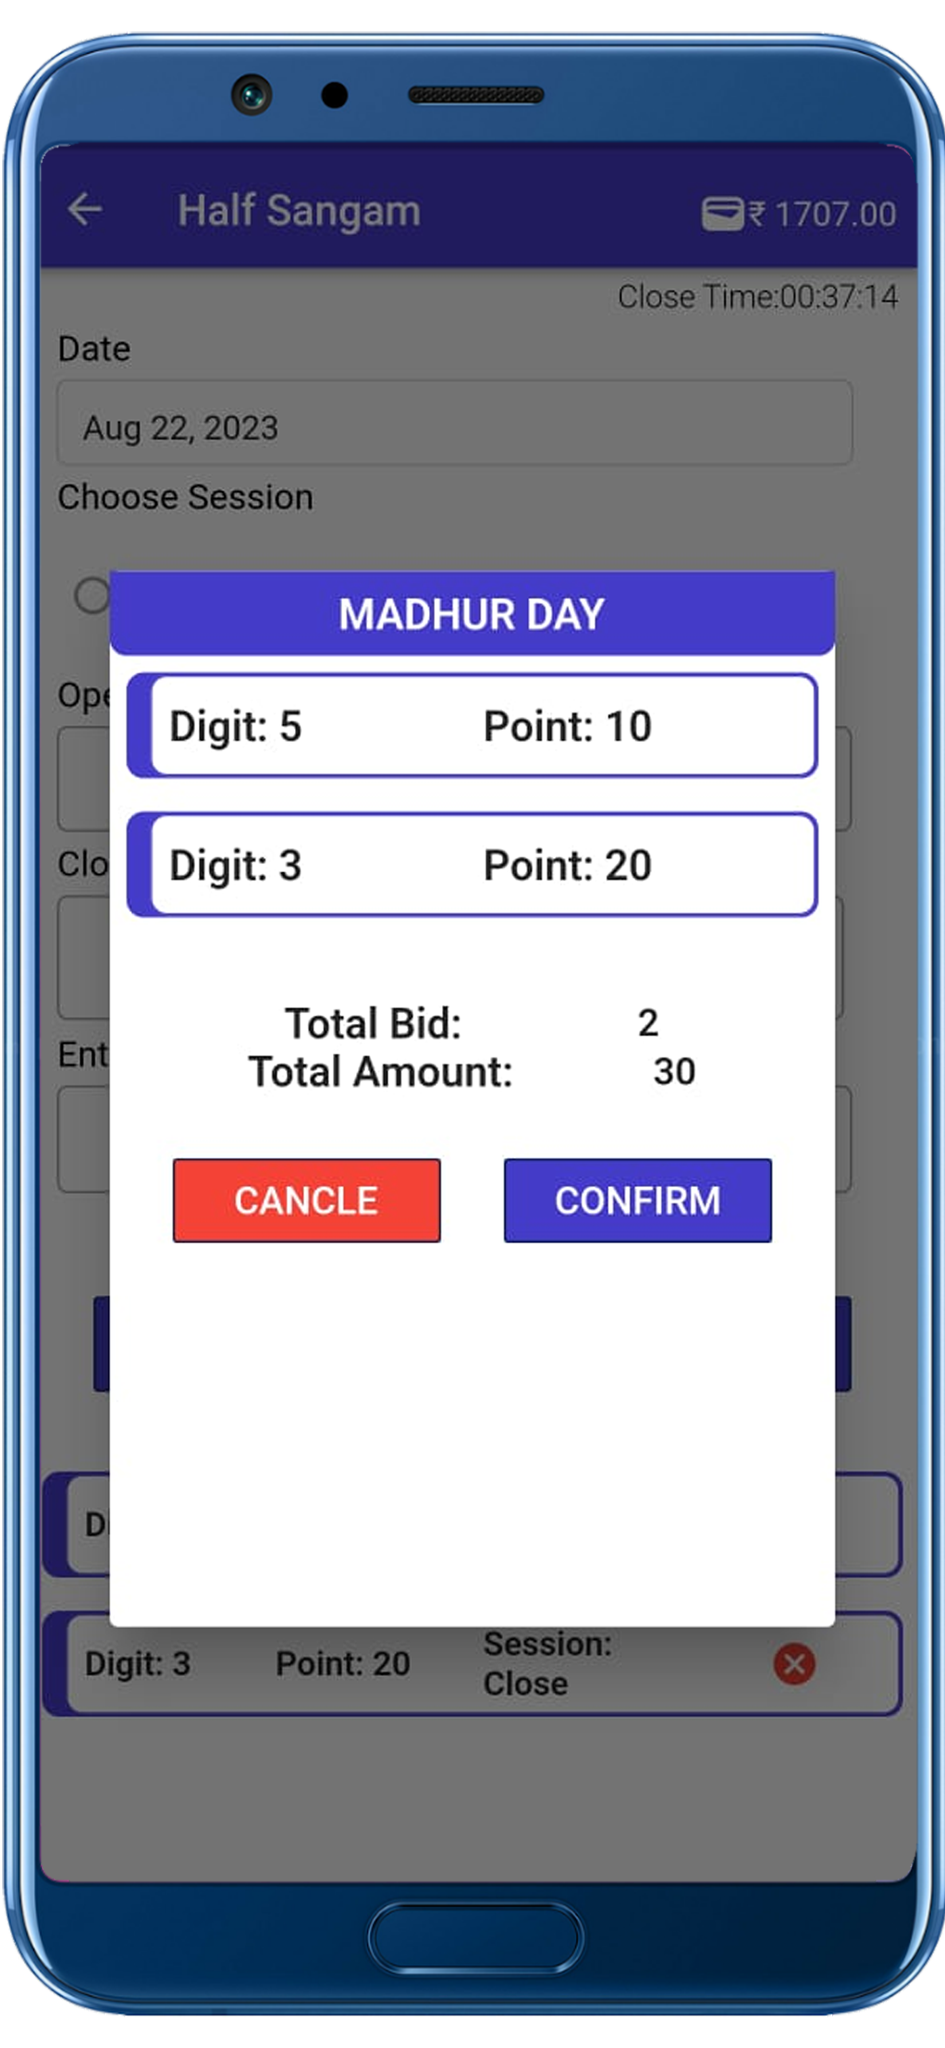 Half Sangam
₹ 1707.00
Close Time:00:37:14
Date
Aug 22, 2023
Choose Session
MADHUR DAY
Ope
Digit: 5 Point: 10
Clo
Digit: 3 Point: 20
Total Bid: 2
Ent
Total Amount: 30
CANCLE CONFIRM
Digit: 3 Point: 20 Session:
Close